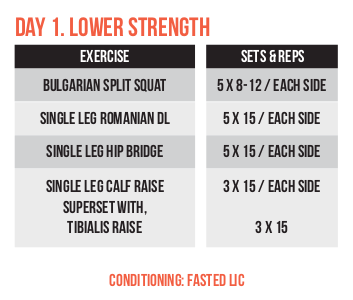 DAY 1. LOWER STRENGTH
EXERCISE SETS & REPS
BULGARIAN SPLIT SQUAT 5 X 8-12 / EACH SIDE
SINGLE LEG ROMANIAN DL 5 X 15 / EACH SIDE
SINGLE LEG HIP BRIDGE 5 X 15 / EACH SIDE
SINGLE LEG CALF RAISE 3 X 15 / EACH SIDE
SUPERSET WITH,
TIBIALIS RAISE 3 X 15
CONDITIONING: FASTED LIC